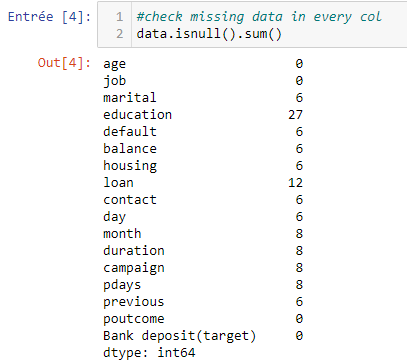 Entrée [4]: 1 #check missing data in every col
2 data.isnull().sum()
Out[4]: age 0
job 0
marital 6
education 27
default 6
balance 6
housing 6
loan 12
contact 6
day 6
month 8
duration 8
campaign 8
pdays 8
previous 6
poutcome 0
Bank deposit(target) 0
dtype: int64